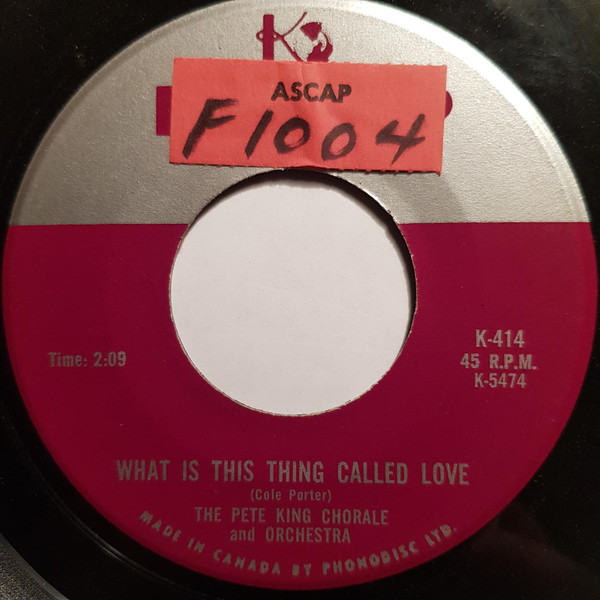 K
ASCAP
F1004
K-414
Time: 2:09
45 R.P.M.
K-5474
WHAT IS THIS THING CALLED LOVE
(Cole Porter)
THE PETE KING CHORALE
and ORCHESTRA
MADE IN CANADA BY PHONODISC LTD.